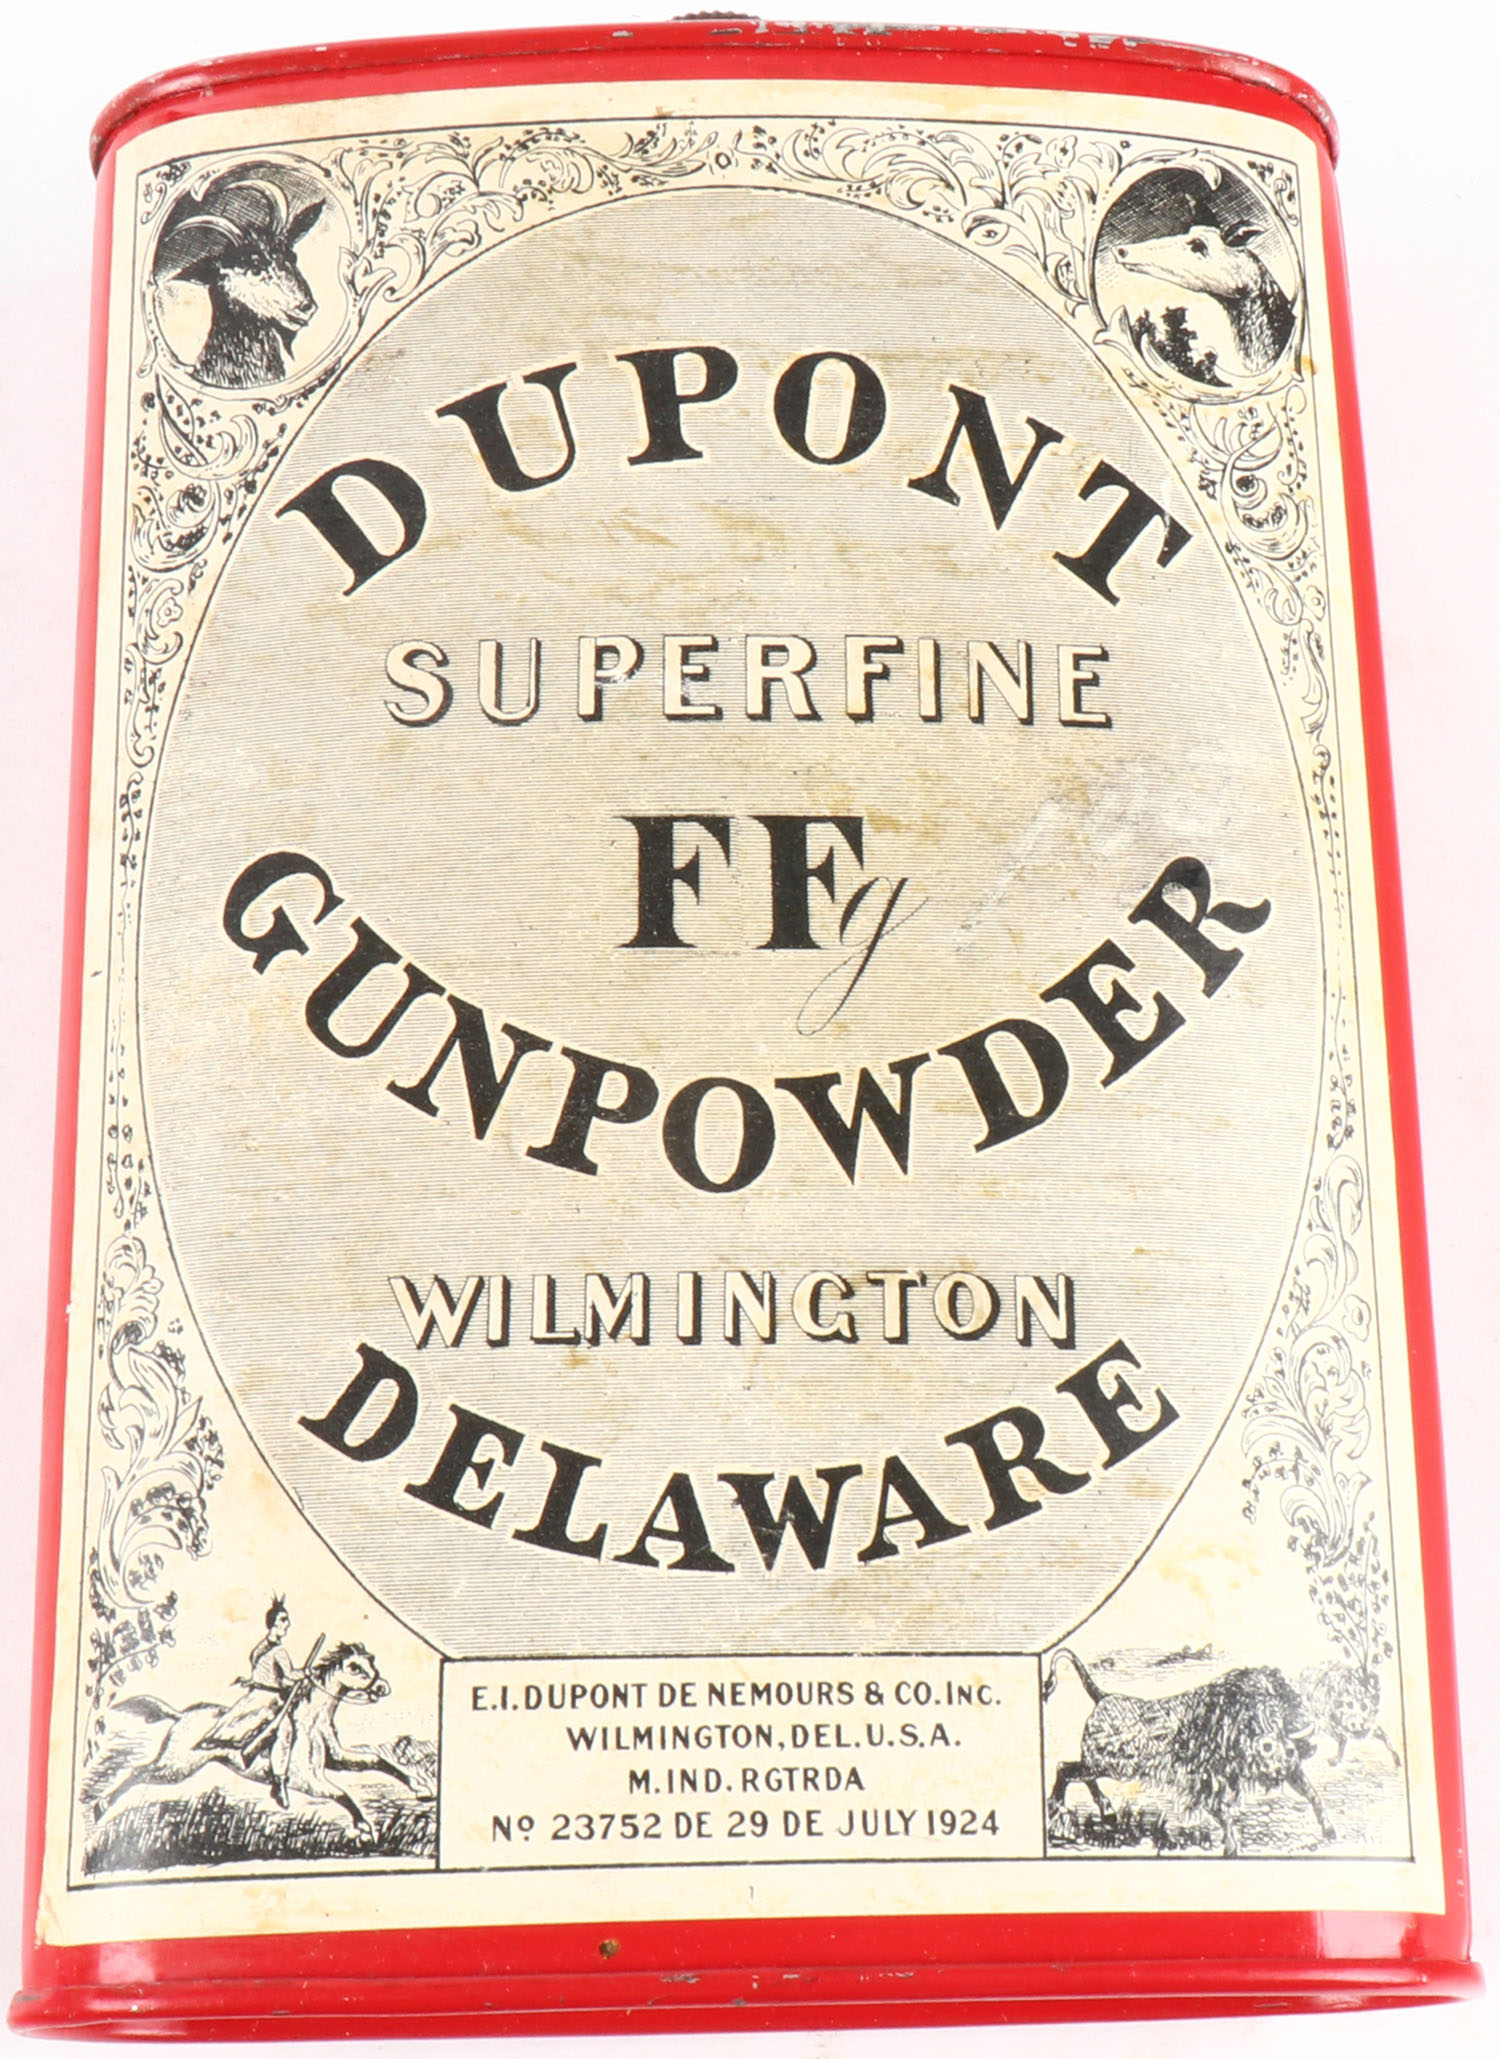 DUPONT
SUPERFINE
FFg
GUNPOWDER
WILMINGTON
DELAWARE
E.I.DUPONT DE NEMOURS & CO.INC.
WILMINGTON, DEL.U.S.A.
M.IND.RGTRDA
Nº 23752 DE 29 DE JULY 1924